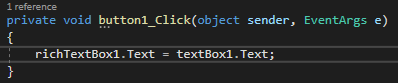 1 reference
private void button1_Click(object sender, EventArgs e)
{
richTextBox1.Text = textBox1.Text;
}